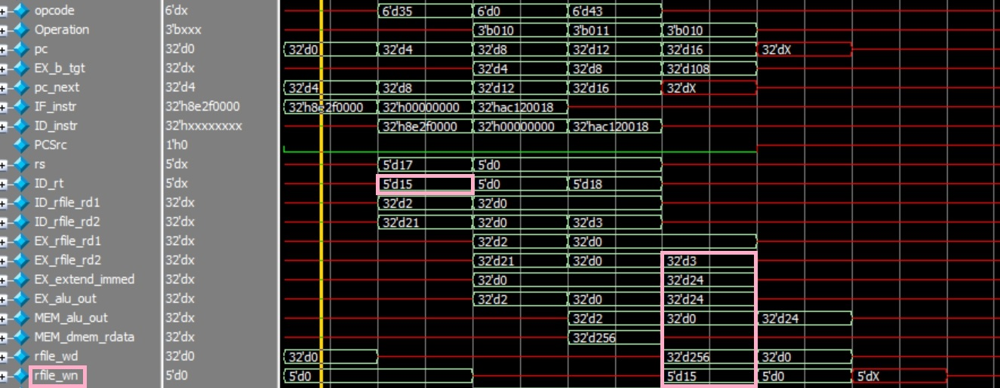 opcode 6'dx 6'd35 6'd0 6'd43
Operation 3'bxxx 3'b010 3'b011 3'b010
pc 32'd0 32'd0 32'd4 32'd8 32'd12 32'd16 32'dX
EX_b_tgt 32'dx 32'd4 32'd8 32'd108
pc_next 32'd4 32'd4 32'd8 32'd12 32'd16 32'dX
IF_instr 32'h8e2f0000 32'h8e2f0000 32'h00000000 32'hac120018
ID_instr 32'hxxxxxxxx 32'h8e2f0000 32'h00000000 32'hac120018
PCSrc 1'h0
rs 5'dx 5'd17 5'd0
ID_rt 5'dx 5'd15 5'd0 5'd18
ID_rfile_rd1 32'dx 32'd2 32'd0
ID_rfile_rd2 32'dx 32'd21 32'd0 32'd3
EX_rfile_rd1 32'dx 32'd2 32'd0
EX_rfile_rd2 32'dx 32'd21 32'd0 32'd3
EX_extend_immed 32'dx 32'd0 32'd24
EX_alu_out 32'dx 32'd2 32'd0 32'd24
MEM_alu_out 32'dx 32'd2 32'd0 32'd24
MEM_dmem_rdata 32'dx 32'd256
rfile_wd 32'd0 32'd0 32'd256 32'd0
rfile_wn 5'd0 5'd0 5'd15 5'd0 5'dX